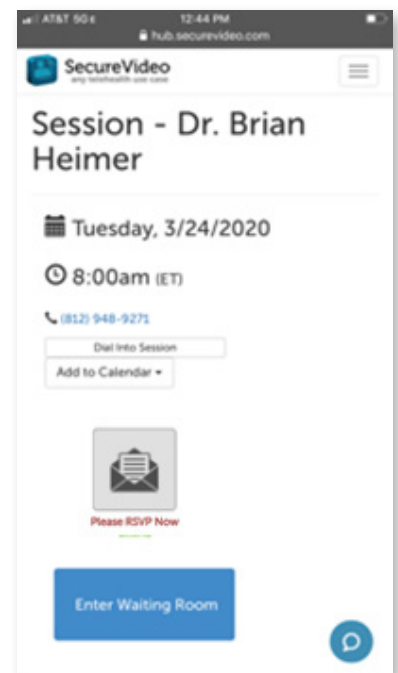 AT&T 5G E 12:44 PM
hub.securevideo.com
SecureVideo
any telehealth use case
Session - Dr. Brian
Heimer
Tuesday, 3/24/2020
8:00am (ET)
(812) 948-9271
Dial Into Session
Add to Calendar
Please RSVP Now
Enter Waiting Room